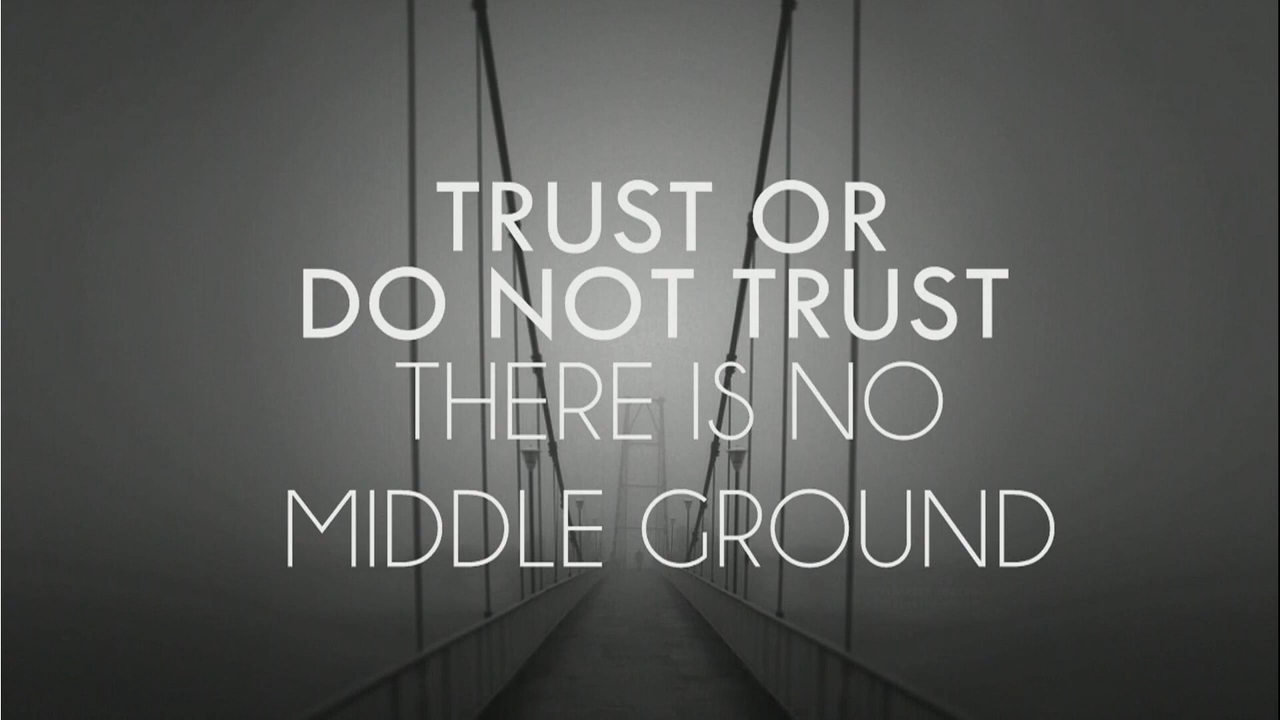 TRUST OR
DO NOT TRUST
THERE IS NO
MIDDLE GROUND